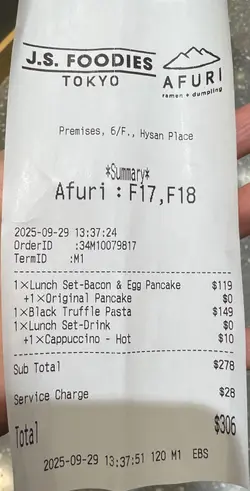 J.S. FOODIES
TOKYO
AFURI
ramen + dumpling
Premises, 6/F., Hysan Place
*Summary*
Afuri : F17,F18
2025-09-29 13:37:24
OrderID :34M10079817
TermID :M1
1×Lunch Set-Bacon & Egg Pancake $119
+1×Original Pancake $0
1×Black Truffle Pasta $149
1×Lunch Set-Drink $0
+1×Cappuccino - Hot $10
Sub Total $278
Service Charge $28
Total $306
2025-09-29 13:37:51 120 M1 EBS